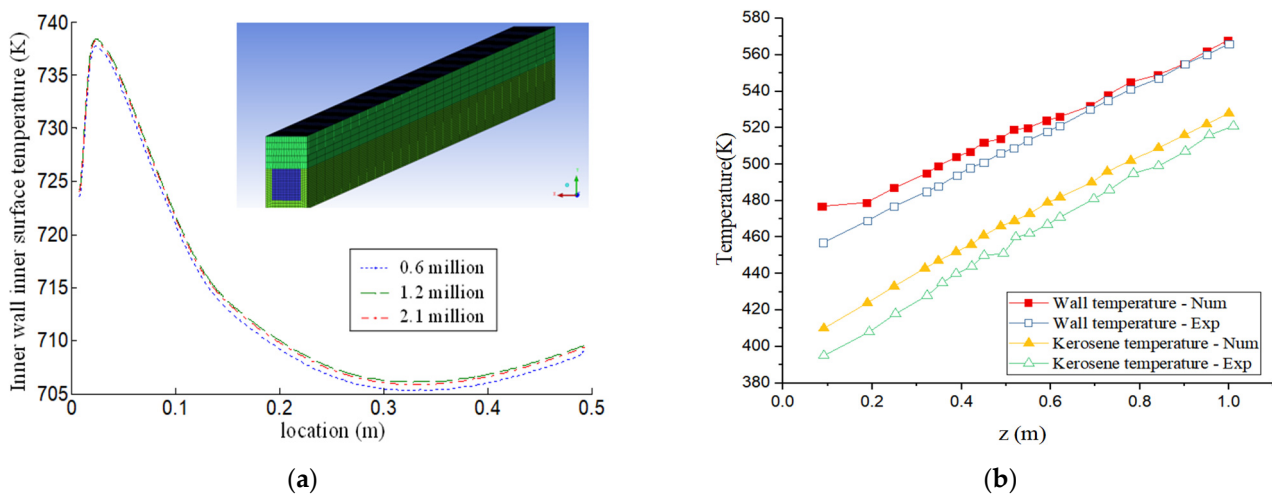 740
735
730
725
720
715
710
705
0
0.1
0.2
0.3
0.4
0.5
Inner wall inner surface temperature (K)
location (m)
0.6 million
1.2 million
2.1 million
(a)
580
560
540
520
500
480
460
440
420
400
380
0.0
0.2
0.4
0.6
0.8
1.0
Temperature(K)
z (m)
Wall temperature - Num
Wall temperature - Exp
Kerosene temperature - Num
Kerosene temperature - Exp
(b)